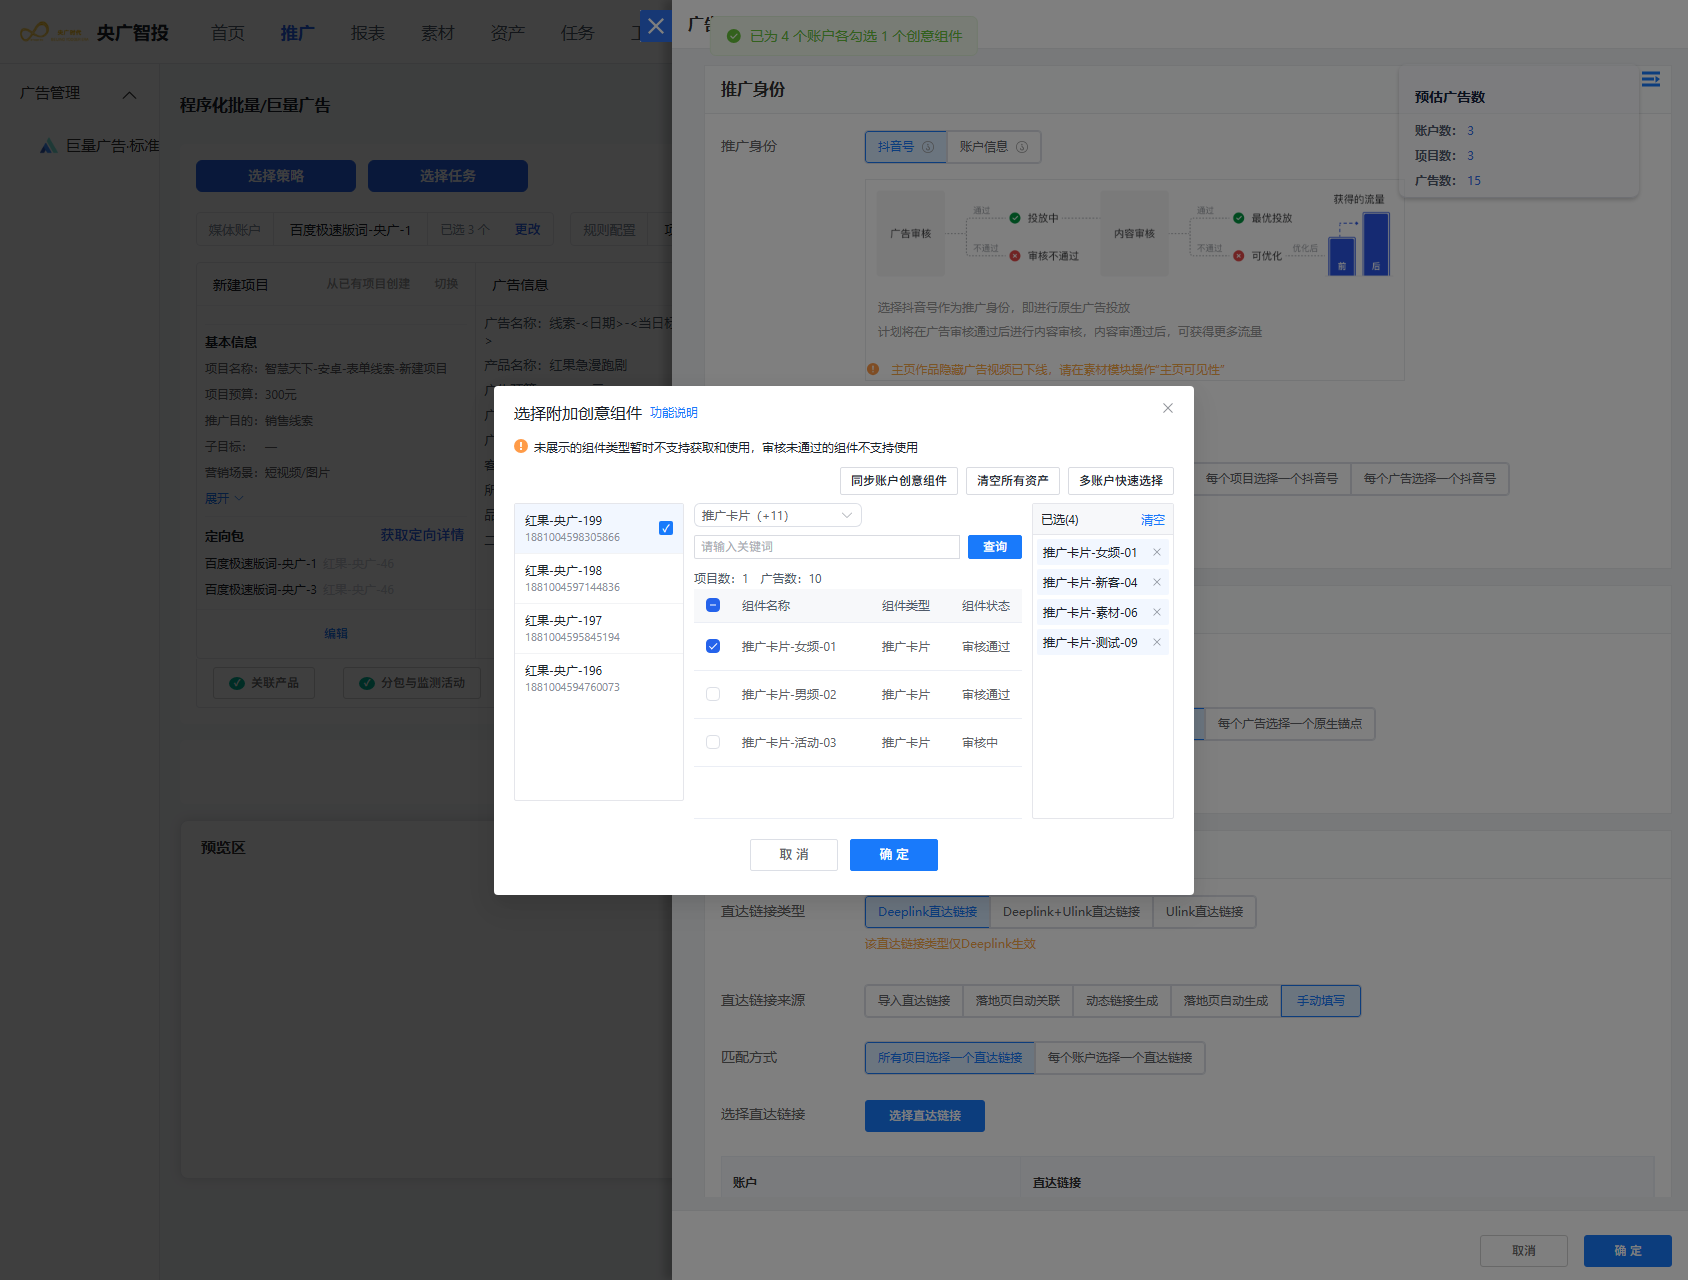 央广智投
首页
推广
报表
素材
资产
任务
广告管理
巨量广告·标准
程序化批量/巨量广告
选择策略
选择任务
媒体账户
百度极速版词-央广-1
已选 3 个
更改
规则配置
新建项目
从已有项目创建
切换
广告信息
基本信息
项目名称：智慧天下-安卓-表单线索-新建项目
项目预算：300元
推广目的：销售线索
子目标：—
营销场景：短视频/图片
展开
广告名称：线索-<日期>-<当日标
>
产品名称：红果急漫跑剧
定向包
获取定向详情
百度极速版词-央广-1 红果-央广-46
百度极速版词-央广-3 红果-央广-46
编辑
关联产品
分包与监测活动
预览区
已为 4 个账户各勾选 1 个创意组件
推广身份
推广身份
抖音号
账户信息
广告审核
通过
投放中
不通过
审核不通过
内容审核
通过
最优投放
不通过
可优化
优化后
获得的流量
前
后
选择抖音号作为推广身份，即进行原生广告投放
计划将在广告审核通过后进行内容审核，内容审通过后，可获得更多流量
主页作品隐藏广告视频已下线，请在素材模块操作“主页可见性”
预估广告数
账户数： 3
项目数： 3
广告数： 15
每个项目选择一个抖音号
每个广告选择一个抖音号
每个广告选择一个原生锚点
选择附加创意组件
功能说明
未展示的组件类型暂时不支持获取和使用，审核未通过的组件不支持使用
同步账户创意组件
清空所有资产
多账户快速选择
红果-央广-199
1881004598305866
红果-央广-198
1881004597144836
红果-央广-197
1881004595845194
红果-央广-196
1881004594760073
推广卡片（+11）
请输入关键词
查询
项目数：1 广告数：10
组件名称
组件类型
组件状态
推广卡片-女频-01
推广卡片
审核通过
推广卡片-男频-02
推广卡片
审核通过
推广卡片-活动-03
推广卡片
审核中
已选(4)
清空
推广卡片-女频-01
推广卡片-新客-04
推广卡片-素材-06
推广卡片-测试-09
取 消
确 定
直达链接类型
Deeplink直达链接
Deeplink+Ulink直达链接
Ulink直达链接
该直达链接类型仅Deeplink生效
直达链接来源
导入直达链接
落地页自动关联
动态链接生成
落地页自动生成
手动填写
匹配方式
所有项目选择一个直达链接
每个账户选择一个直达链接
选择直达链接
选择直达链接
账户
直达链接
取消
确 定